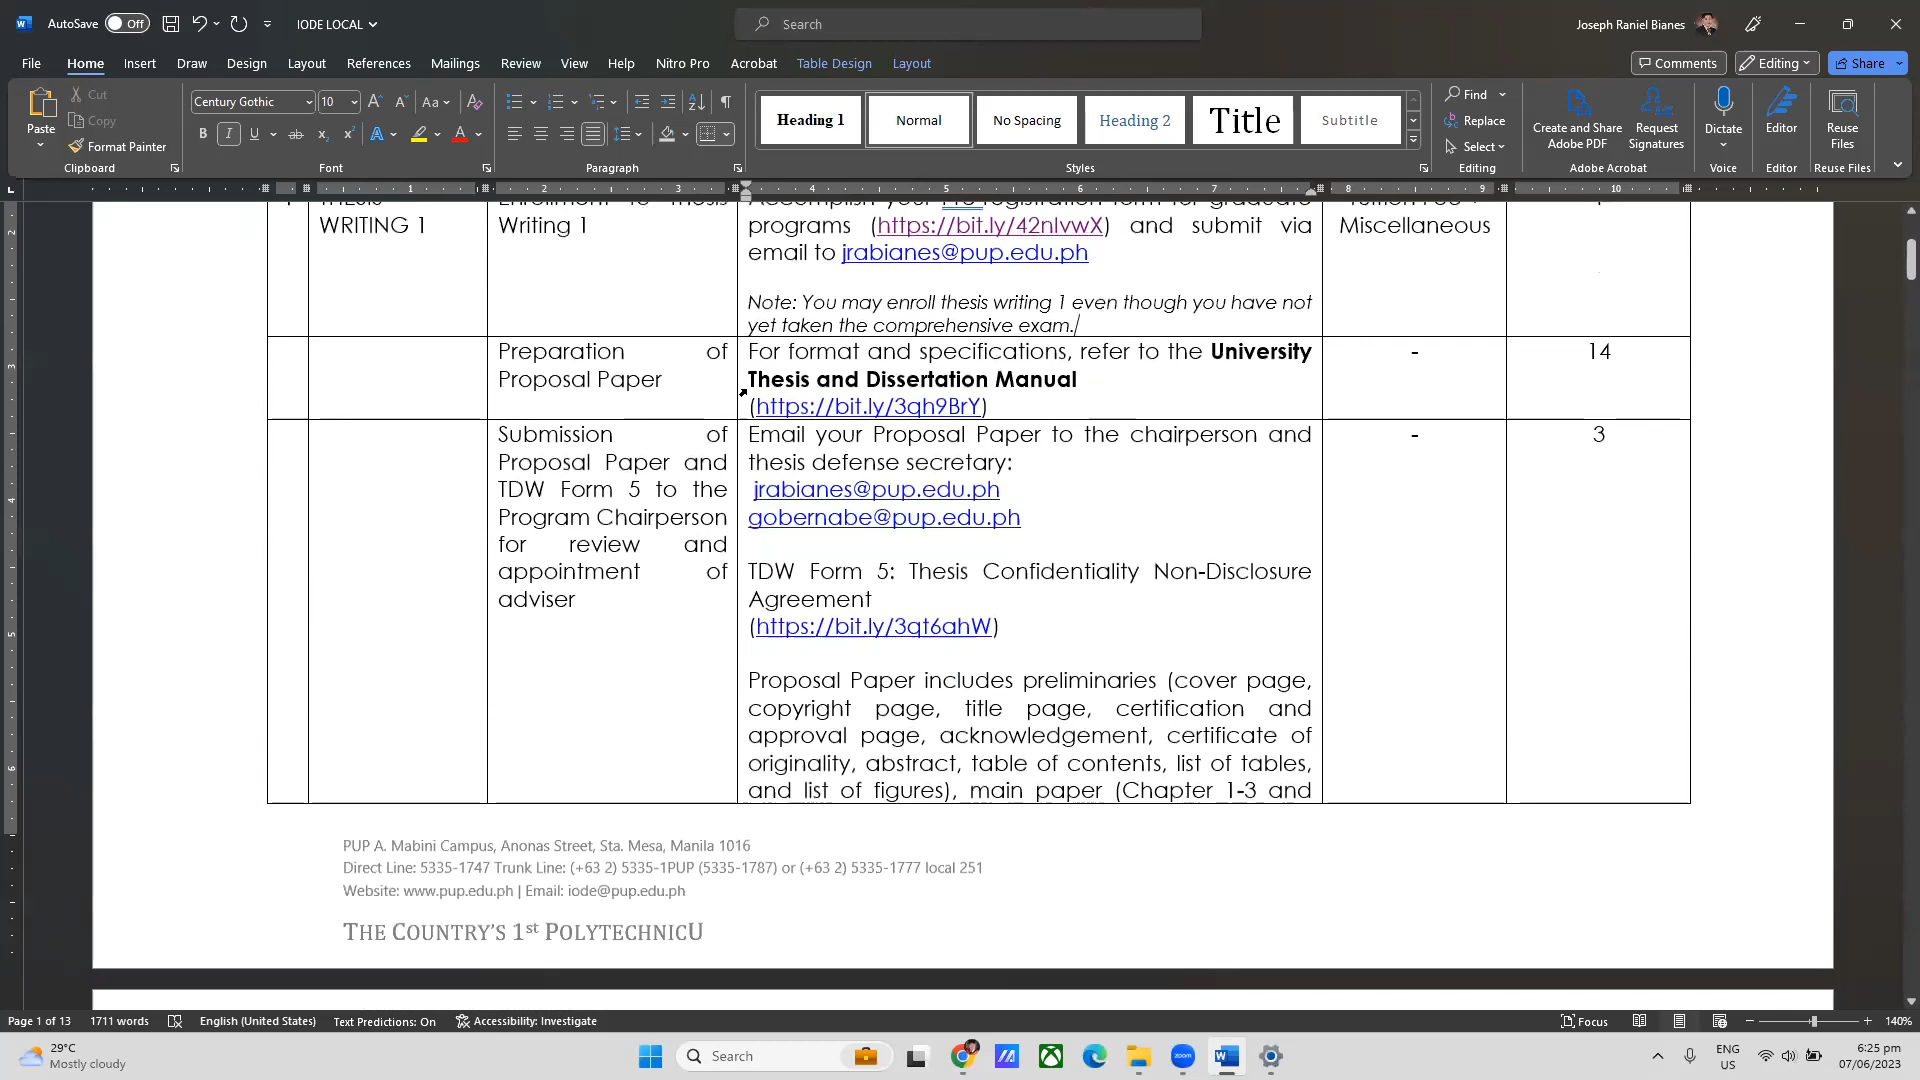 AutoSave Off
IODE LOCAL
Search
Joseph Raniel Bianes
File Home Insert Draw Design Layout References Mailings Review View Help Nitro Pro Acrobat Table Design Layout
Comments Editing Share
Paste
Cut
Copy
Format Painter
Clipboard
Century Gothic 10
Font
Paragraph
Heading 1 Normal No Spacing Heading 2 Title Subtitle
Styles
Find
Replace
Select
Editing
Create and Share Adobe PDF
Request Signatures
Adobe Acrobat
Dictate
Voice
Editor
Editor
Reuse Files
Reuse Files
WRITING 1
Writing 1
programs (https://bit.ly/42nIvwX) and submit via
email to jrabianes@pup.edu.ph
Miscellaneous
Note: You may enroll thesis writing 1 even though you have not
yet taken the comprehensive exam.
Preparation of
Proposal Paper
For format and specifications, refer to the University
Thesis and Dissertation Manual
(https://bit.ly/3qh9BrY)
-
14
Submission of
Proposal Paper and
TDW Form 5 to the
Program Chairperson
for review and
appointment of
adviser
Email your Proposal Paper to the chairperson and
thesis defense secretary:
jrabianes@pup.edu.ph
gobernabe@pup.edu.ph
TDW Form 5: Thesis Confidentiality Non-Disclosure
Agreement
(https://bit.ly/3qt6ahW)
Proposal Paper includes preliminaries (cover page,
copyright page, title page, certification and
approval page, acknowledgement, certificate of
originality, abstract, table of contents, list of tables,
and list of figures), main paper (Chapter 1-3 and
-
3
PUP A. Mabini Campus, Anonas Street, Sta. Mesa, Manila 1016
Direct Line: 5335-1747 Trunk Line: (+63 2) 5335-1PUP (5335-1787) or (+63 2) 5335-1777 local 251
Website: www.pup.edu.ph | Email: iode@pup.edu.ph
THE COUNTRY'S 1st POLYTECHNICU
Page 1 of 13 1711 words English (United States) Text Predictions: On Accessibility: Investigate
Focus
140%
29°C
Mostly cloudy
Search
zoom
ENG
US
6:25 pm
07/06/2023